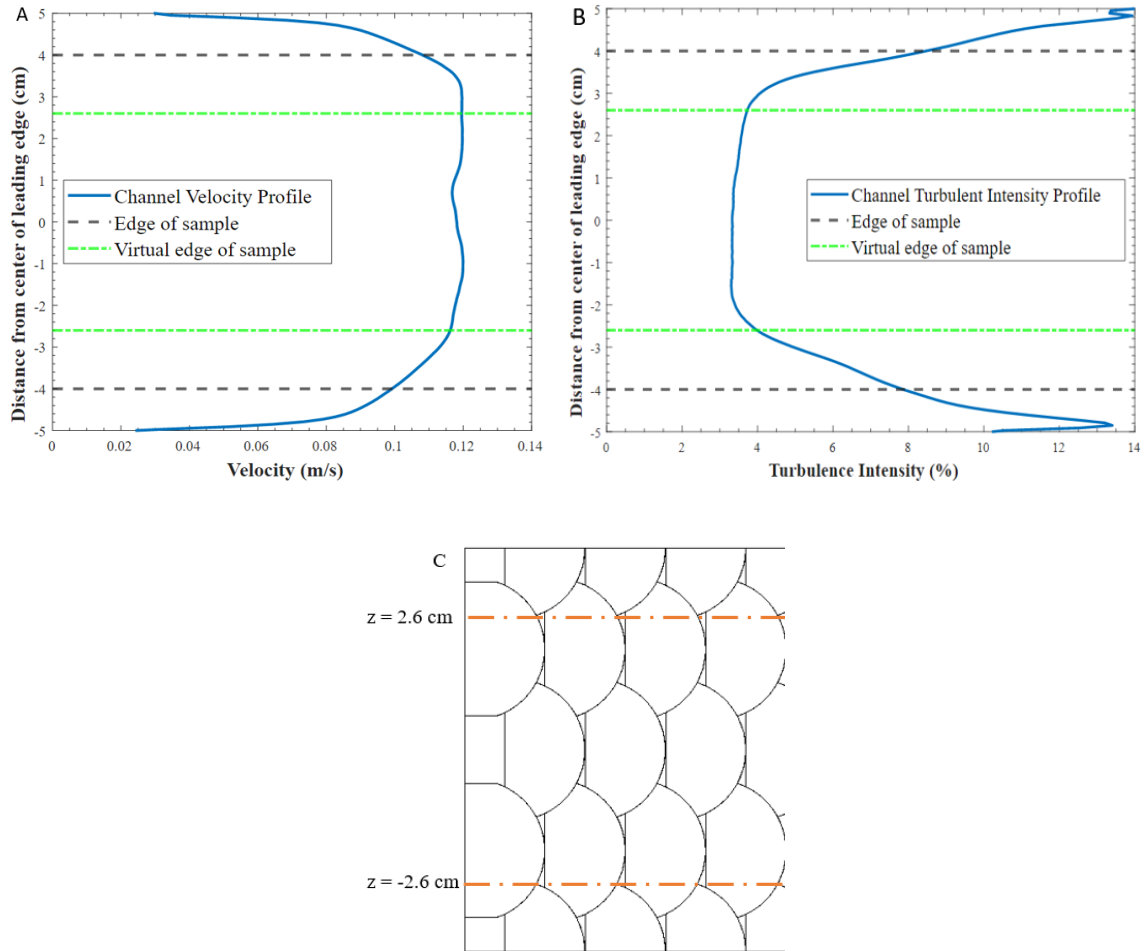 A
Distance from center of leading edge (cm)
5
4
3
2
1
0
-1
-2
-3
-4
-5
Channel Velocity Profile
Edge of sample
Virtual edge of sample
0
0.02
0.04
0.06
0.08
0.1
0.12
0.14
Velocity (m/s)
B
Distance from center of leading edge (cm)
5
4
3
2
1
0
-1
-2
-3
-4
-5
Channel Turbulent Intensity Profile
Edge of sample
Virtual edge of sample
0
2
4
6
8
10
12
14
Turbulence Intensity (%)
C
z = 2.6 cm
z = -2.6 cm